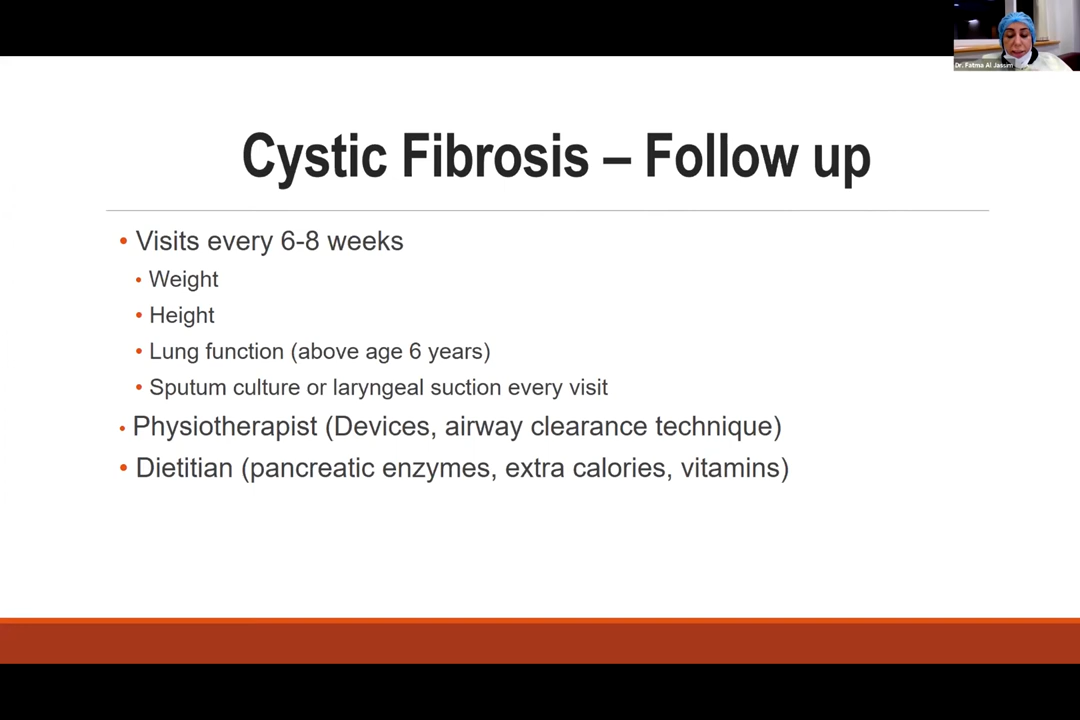 Dr. Fatma Al Jassim
Cystic Fibrosis – Follow up
• Visits every 6-8 weeks
• Weight
• Height
• Lung function (above age 6 years)
• Sputum culture or laryngeal suction every visit
• Physiotherapist (Devices, airway clearance technique)
• Dietitian (pancreatic enzymes, extra calories, vitamins)